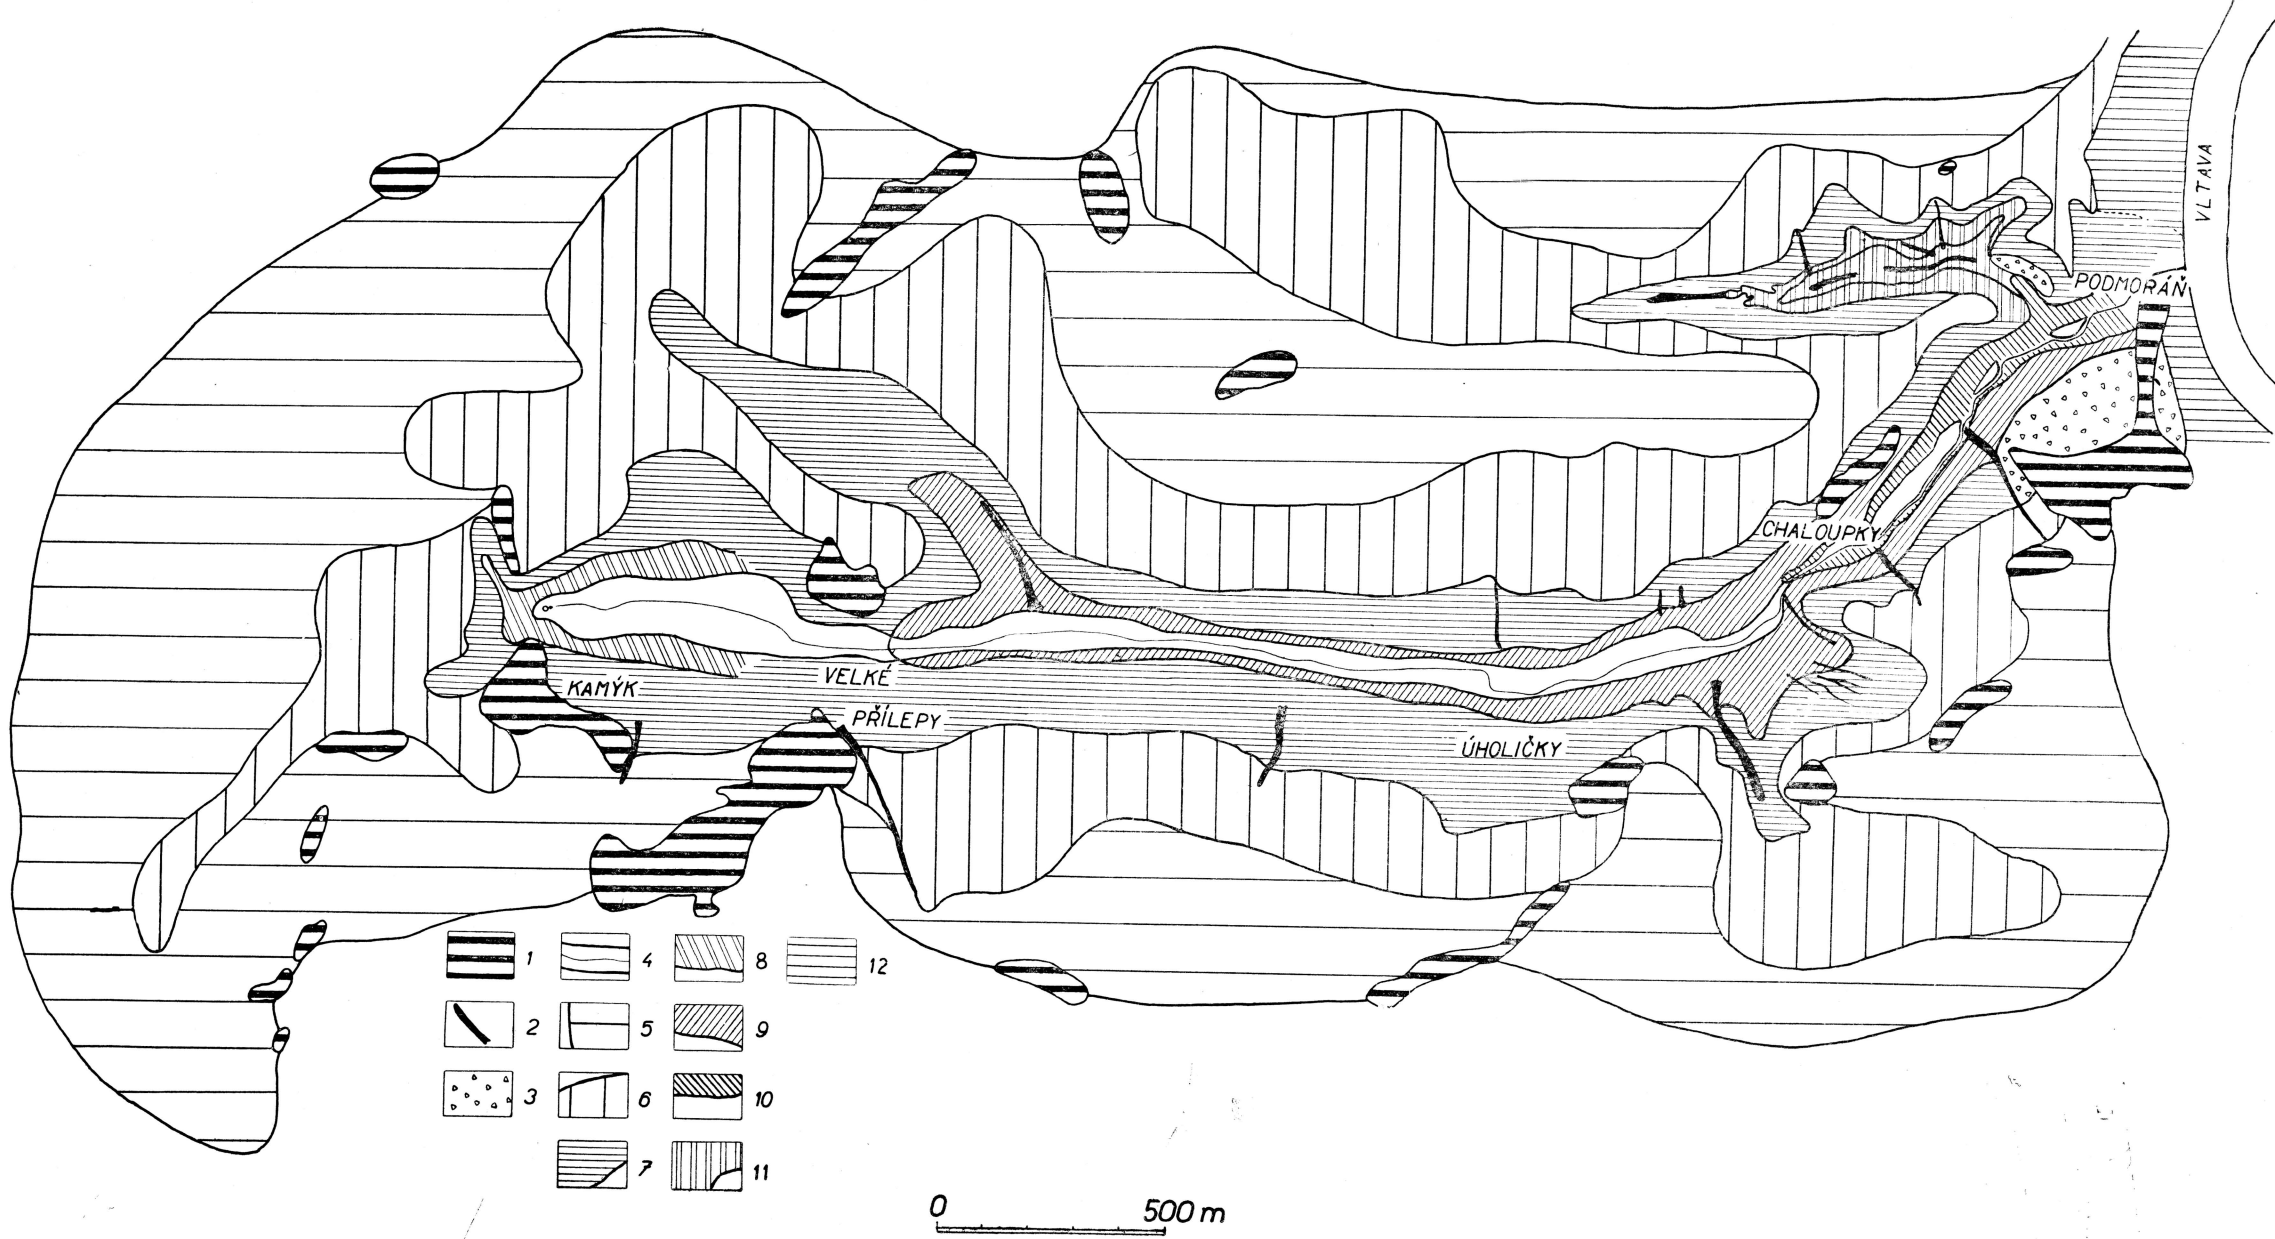 VLTAVA
PODMORÁŇ
CHALOUPKY
KAMÝK
VELKÉ
PŘÍLEPY
ÚHOLIČKY
1 4 8 12
2 5 9
3 6 10
7 11
0 500 m